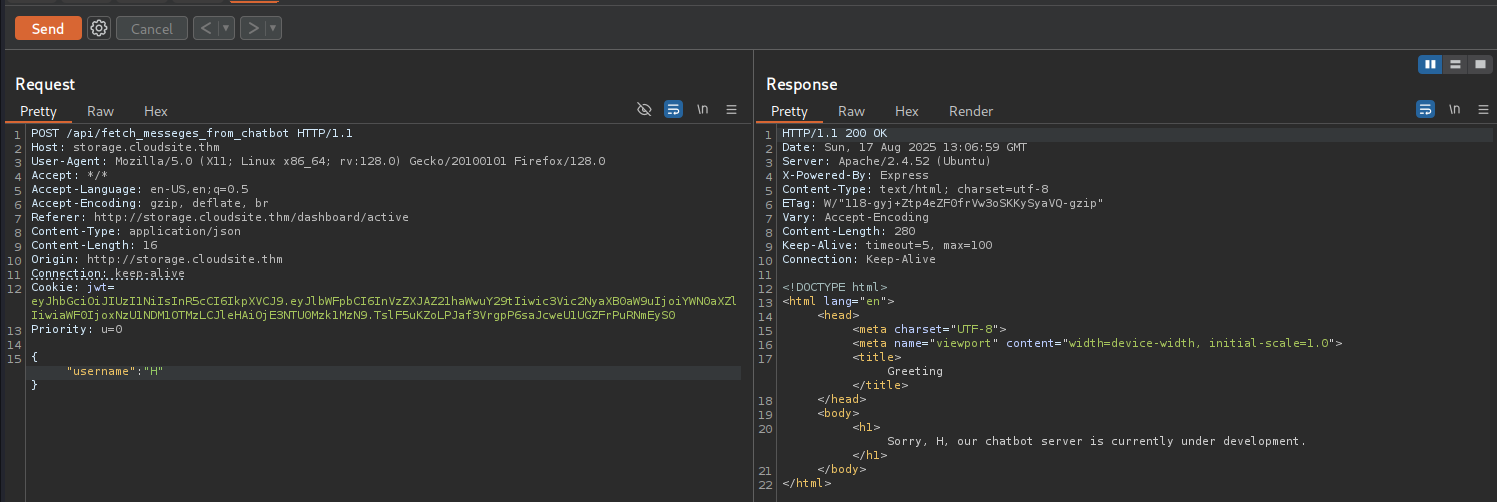 Send Cancel < >
Request
Pretty Raw Hex \n
1 POST /api/fetch_messeges_from_chatbot HTTP/1.1
2 Host: storage.cloudsite.thm
3 User-Agent: Mozilla/5.0 (X11; Linux x86_64; rv:128.0) Gecko/20100101 Firefox/128.0
4 Accept: */*
5 Accept-Language: en-US,en;q=0.5
6 Accept-Encoding: gzip, deflate, br
7 Referer: http://storage.cloudsite.thm/dashboard/active
8 Content-Type: application/json
9 Content-Length: 16
10 Origin: http://storage.cloudsite.thm
11 Connection: keep-alive
12 Cookie: jwt=
eyJhbGciOiJIUzI1NiIsInR5cCI6IkpXVCJ9.eyJlbWFpbCI6InVzZXJAZ21haWwuY29tIiwic3Vic2NyaXB0aW9uIjoiYWN0aXZl
IiwiaWF0IjoxNzU1NDM1OTMzLCJleHAiOjE3NTU0Mzk1MzN9.TslF5uKZoLPJaf3VrgpP6saJcweU1UGZFrPuRNmEyS0
13 Priority: u=0
14
15 {
"username":"H"
}
Response
Pretty Raw Hex Render \n
1 HTTP/1.1 200 OK
2 Date: Sun, 17 Aug 2025 13:06:59 GMT
3 Server: Apache/2.4.52 (Ubuntu)
4 X-Powered-By: Express
5 Content-Type: text/html; charset=utf-8
6 ETag: W/"118-gyj+Ztp4eZF0frVw3oSKKySyaVQ-gzip"
7 Vary: Accept-Encoding
8 Content-Length: 280
9 Keep-Alive: timeout=5, max=100
10 Connection: Keep-Alive
11
12 <!DOCTYPE html>
13 <html lang="en">
14 <head>
15 <meta charset="UTF-8">
16 <meta name="viewport" content="width=device-width, initial-scale=1.0">
17 <title>
Greeting
</title>
18 </head>
19 <body>
20 <h1>
Sorry, H, our chatbot server is currently under development.
</h1>
21 </body>
22 </html>